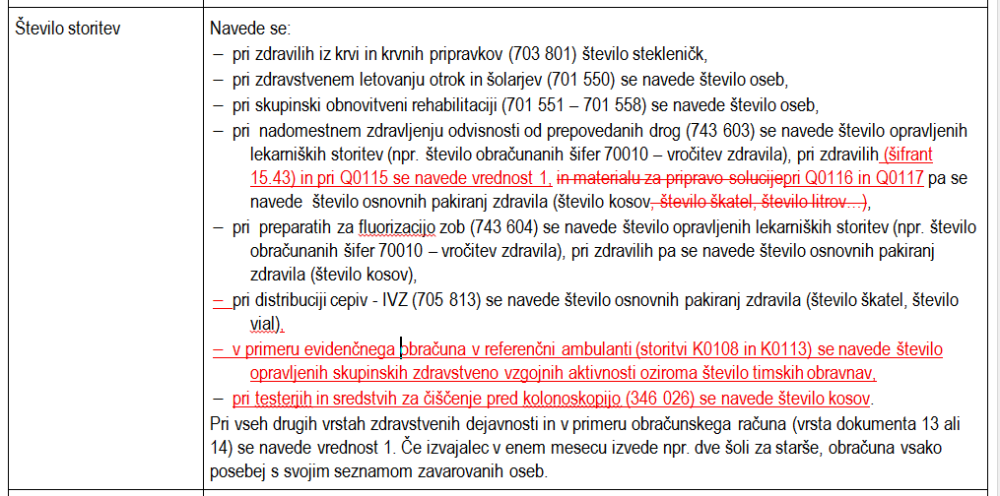 Število storitev
Navede se:
– pri zdravilih iz krvi in krvnih pripravkov (703 801) število stekleničk,
– pri zdravstvenem letovanju otrok in šolarjev (701 550) se navede število oseb,
– pri skupinski obnovitveni rehabilitaciji (701 551 – 701 558) se navede število oseb,
– pri nadomestnem zdravljenju odvisnosti od prepovedanih drog (743 603) se navede število opravljenih
lekarniških storitev (npr. število obračunanih šifer 70010 – vročitev zdravila), pri zdravilih (šifrant
15.43) in pri Q0115 se navede vrednost 1, in materialu za pripravo solucijepri Q0116 in Q0117 pa se
navede število osnovnih pakiranj zdravila (število kosov, število škatel, število litrov…),
– pri preparatih za fluorizacijo zob (743 604) se navede število opravljenih lekarniških storitev (npr. število
obračunanih šifer 70010 – vročitev zdravila), pri zdravilih pa se navede število osnovnih pakiranj
zdravila (število kosov),
– pri distribuciji cepiv - IVZ (705 813) se navede število osnovnih pakiranj zdravila (število škatel, število
vial),
– v primeru evidenčnega obračuna v referenčni ambulanti (storitvi K0108 in K0113) se navede število
opravljenih skupinskih zdravstveno vzgojnih aktivnosti oziroma število timskih obravnav,
– pri testerjih in sredstvih za čiščenje pred kolonoskopijo (346 026) se navede število kosov.
Pri vseh drugih vrstah zdravstvenih dejavnosti in v primeru obračunskega računa (vrsta dokumenta 13 ali
14) se navede vrednost 1. Če izvajalec v enem mesecu izvede npr. dve šoli za starše, obračuna vsako
posebej s svojim seznamom zavarovanih oseb.